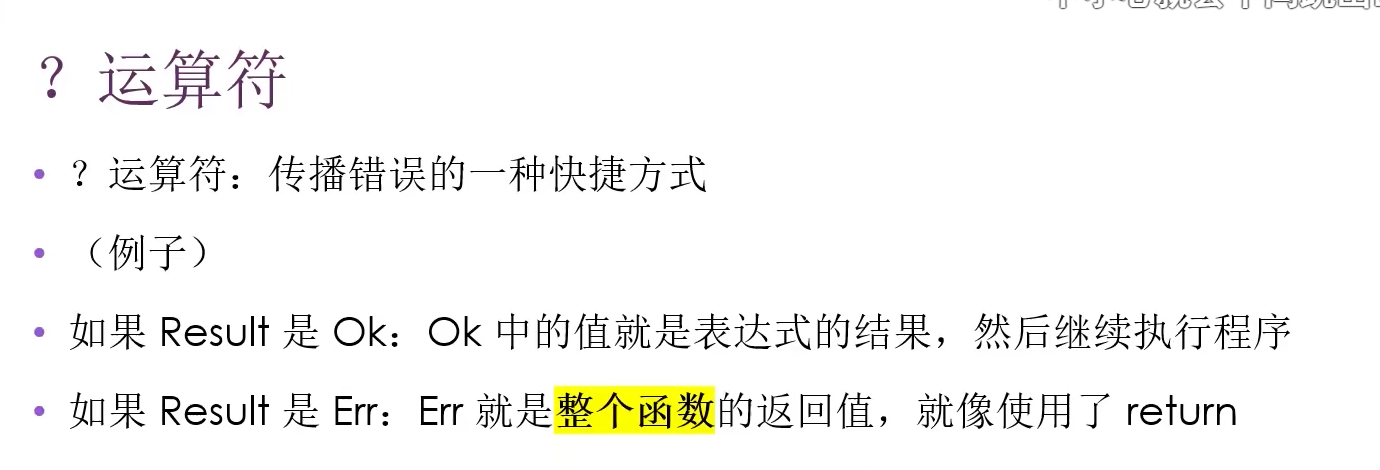 ？运算符
• ？运算符：传播错误的一种快捷方式
• （例子）
• 如果 Result 是 Ok：Ok 中的值就是表达式的结果，然后继续执行程序
• 如果 Result 是 Err：Err 就是整个函数的返回值，就像使用了 return